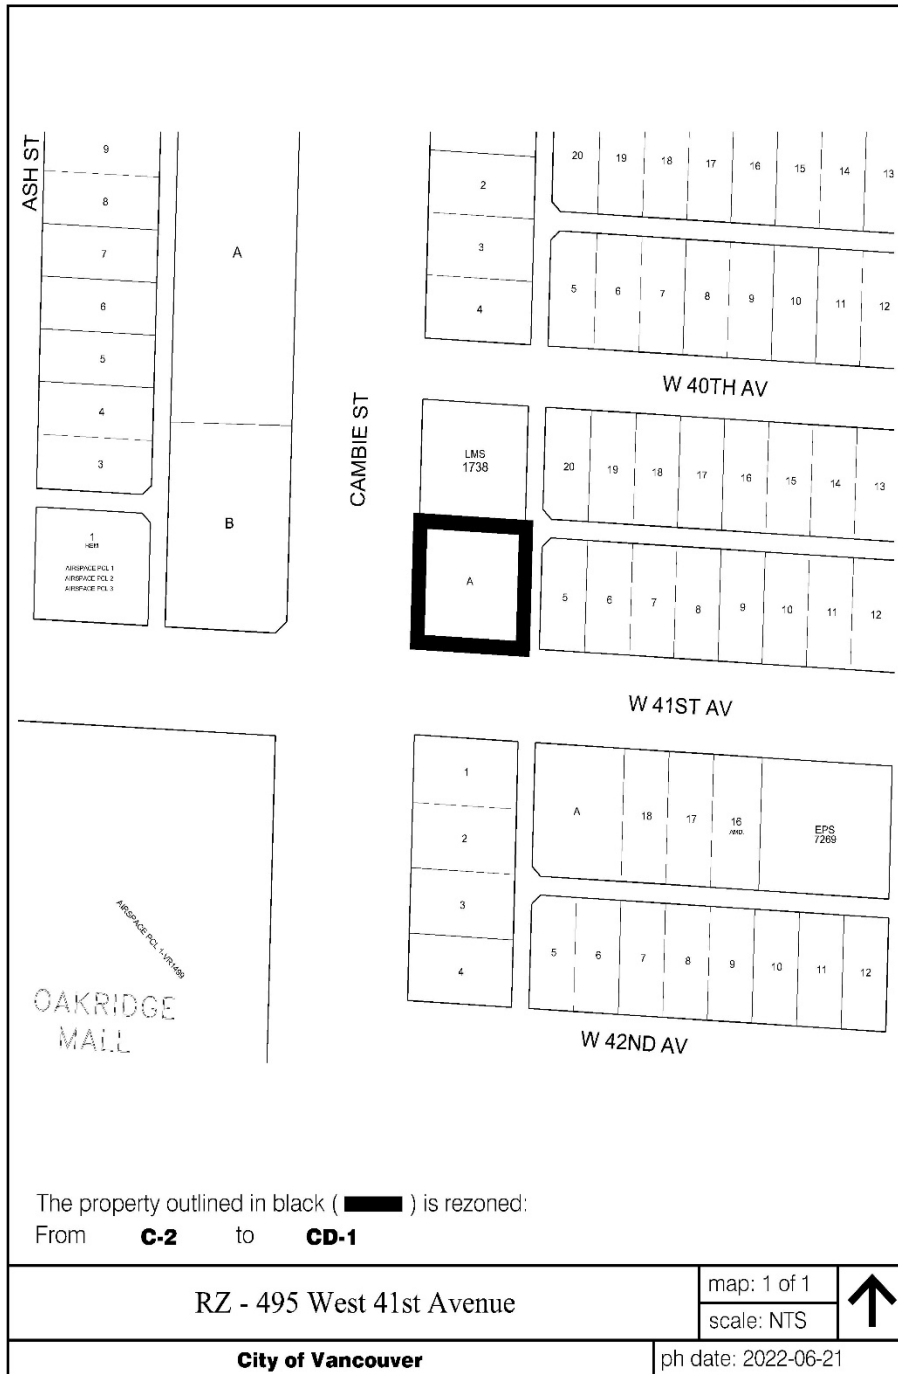 ASH ST
9
8
7
6
5
4
3
1
REM
AIRSPACE PCL 1
AIRSPACE PCL 2
AIRSPACE PCL 3
A
B
CAMBIE ST
2
3
4
20 19 18 17 16 15 14 13
5 6 7 8 9 10 11 12
W 40TH AV
LMS
1738
A
20 19 18 17 16 15 14 13
5 6 7 8 9 10 11 12
W 41ST AV
1
2
3
4
A 18 17 16 EPS
AMD. 7269
5 6 7 8 9 10 11 12
W 42ND AV
AIRSPACE PCL 1-VR1499
OAKRIDGE
MALL
The property outlined in black ( ) is rezoned:
From C-2 to CD-1
RZ - 495 West 41st Avenue
map: 1 of 1
scale: NTS
City of Vancouver
ph date: 2022-06-21